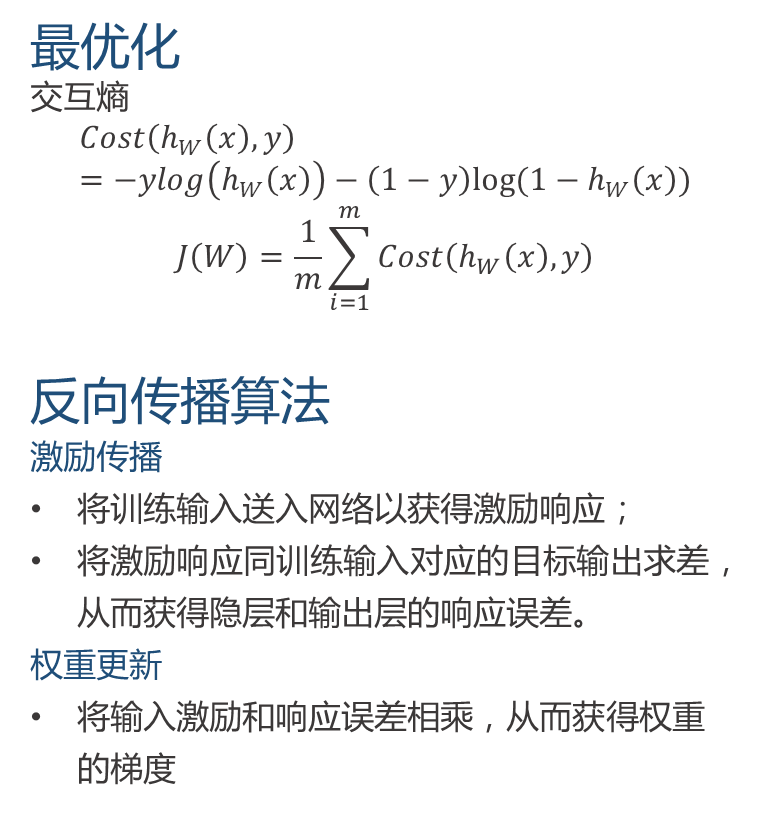 最优化
交互熵
Cost(h_W(x),y)
= −ylog(h_W(x)) − (1 − y)log(1 − h_W(x))
J(W) = \frac{1}{m} \sum_{i=1}^{m} Cost(h_W(x),y)
反向传播算法
激励传播
• 将训练输入送入网络以获得激励响应；
• 将激励响应同训练输入对应的目标输出求差，
从而获得隐层和输出层的响应误差。
权重更新
• 将输入激励和响应误差相乘，从而获得权重
的梯度